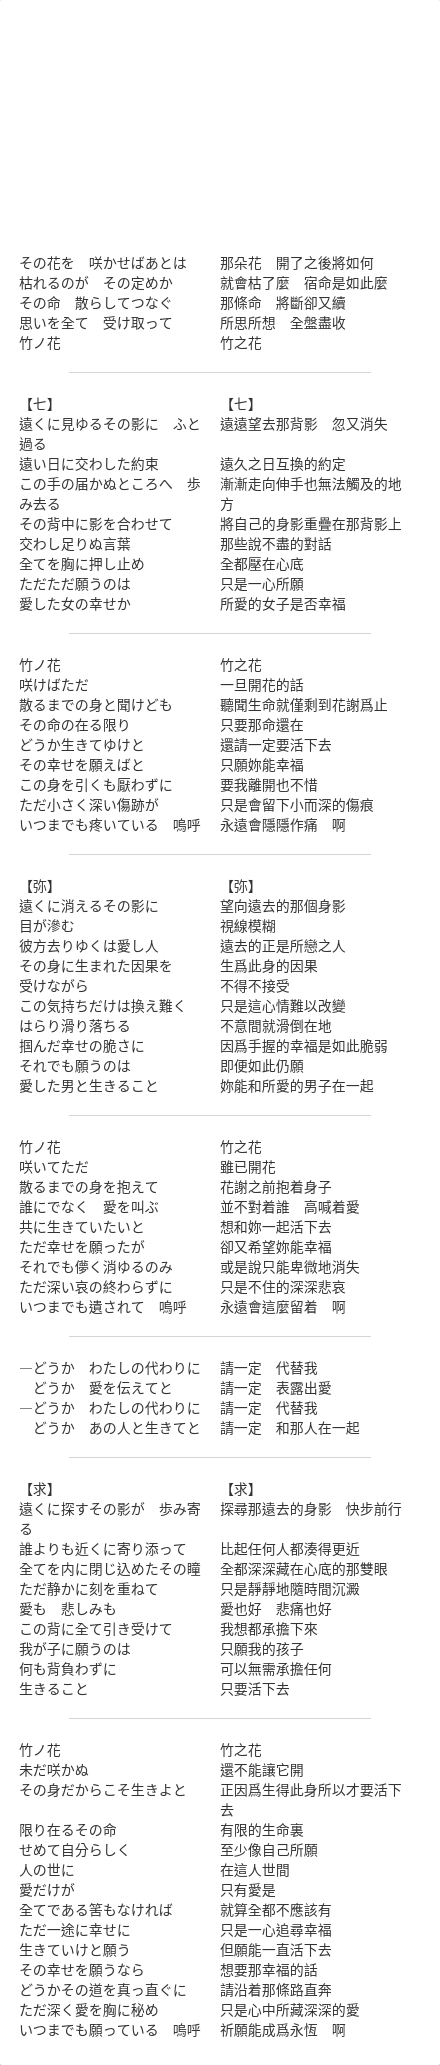 その花を　咲かせばあとは　那朵花　開了之後將如何
枯れるのが　その定めか　就會枯了麼　宿命是如此麼
その命　散らしてつなぐ　那條命　將斷卻又續
思いを全て　受け取って　所思所想　全盤盡收
竹ノ花　竹之花
【七】　【七】
遠くに見ゆるその影に　ふと　遠遠望去那背影　忽又消失
過る
遠い日に交わした約束　遠久之日互換的約定
この手の届かぬところへ　歩　漸漸走向伸手也無法觸及的地
み去る　方
その背中に影を合わせて　將自己的身影重疊在那背影上
交わし足りぬ言葉　那些說不盡的對話
全てを胸に押し止め　全都壓在心底
ただただ願うのは　只是一心所願
愛した女の幸せか　所愛的女子是否幸福
竹ノ花　竹之花
咲けばただ　一旦開花的話
散るまでの身と聞けども　聽聞生命就僅剩到花謝爲止
その命の在る限り　只要那命還在
どうか生きてゆけと　還請一定要活下去
その幸せを願えばと　只願妳能幸福
この身を引くも厭わずに　要我離開也不惜
ただ小さく深い傷跡が　只是會留下小而深的傷痕
いつまでも疼いている　嗚呼　永遠會隱隱作痛　啊
【弥】　【弥】
遠くに消えるその影に　望向遠去的那個身影
目が滲む　視線模糊
彼方去りゆくは愛し人　遠去的正是所戀之人
その身に生まれた因果を　生爲此身的因果
受けながら　不得不接受
この気持ちだけは換え難く　只是這心情難以改變
はらり滑り落ちる　不意間就滑倒在地
掴んだ幸せの脆さに　因爲手握的幸福是如此脆弱
それでも願うのは　即便如此仍願
愛した男と生きること　妳能和所愛的男子在一起
竹ノ花　竹之花
咲いてただ　雖已開花
散るまでの身を抱えて　花謝之前抱着身子
誰にでなく　愛を叫ぶ　並不對着誰　高喊着愛
共に生きていたいと　想和妳一起活下去
ただ幸せを願ったが　卻又希望妳能幸福
それでも儚く消ゆるのみ　或是說只能卑微地消失
ただ深い哀の終わらずに　只是不住的深深悲哀
いつまでも遺されて　嗚呼　永遠會這麼留着　啊
―どうか　わたしの代わりに　請一定　代替我
　どうか　愛を伝えてと　請一定　表露出愛
―どうか　わたしの代わりに　請一定　代替我
　どうか　あの人と生きてと　請一定　和那人在一起
【求】　【求】
遠くに探すその影が　歩み寄　探尋那遠去的身影　快步前行
る
誰よりも近くに寄り添って　比起任何人都湊得更近
全てを内に閉じ込めたその瞳　全都深深藏在心底的那雙眼
ただ静かに刻を重ねて　只是靜靜地隨時間沉澱
愛も　悲しみも　愛也好　悲痛也好
この背に全て引き受けて　我想都承擔下來
我が子に願うのは　只願我的孩子
何も背負わずに　可以無需承擔任何
生きること　只要活下去
竹ノ花　竹之花
未だ咲かぬ　還不能讓它開
その身だからこそ生きよと　正因爲生得此身所以才要活下
去
限り在るその命　有限的生命裏
せめて自分らしく　至少像自己所願
人の世に　在這人世間
愛だけが　只有愛是
全てである筈もなければ　就算全都不應該有
ただ一途に幸せに　只是一心追尋幸福
生きていけと願う　但願能一直活下去
その幸せを願うなら　想要那幸福的話
どうかその道を真っ直ぐに　請沿着那條路直奔
ただ深く愛を胸に秘め　只是心中所藏深深的愛
いつまでも願っている　嗚呼　祈願能成爲永恆　啊